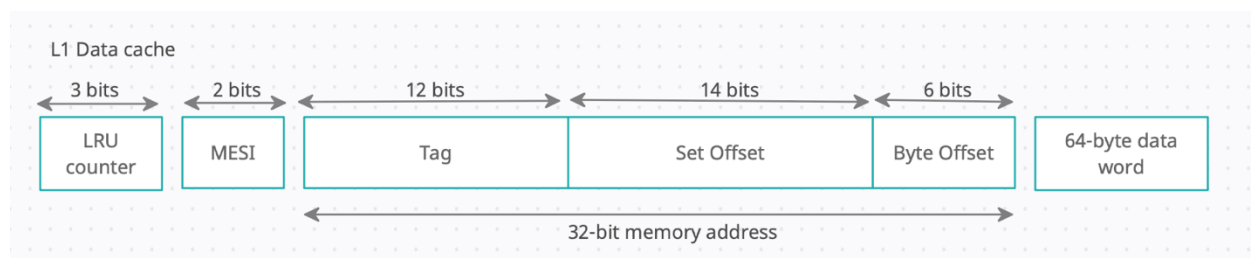 L1 Data cache
3 bits
2 bits
12 bits
14 bits
6 bits
LRU
counter
MESI
Tag
Set Offset
Byte Offset
64-byte data
word
32-bit memory address